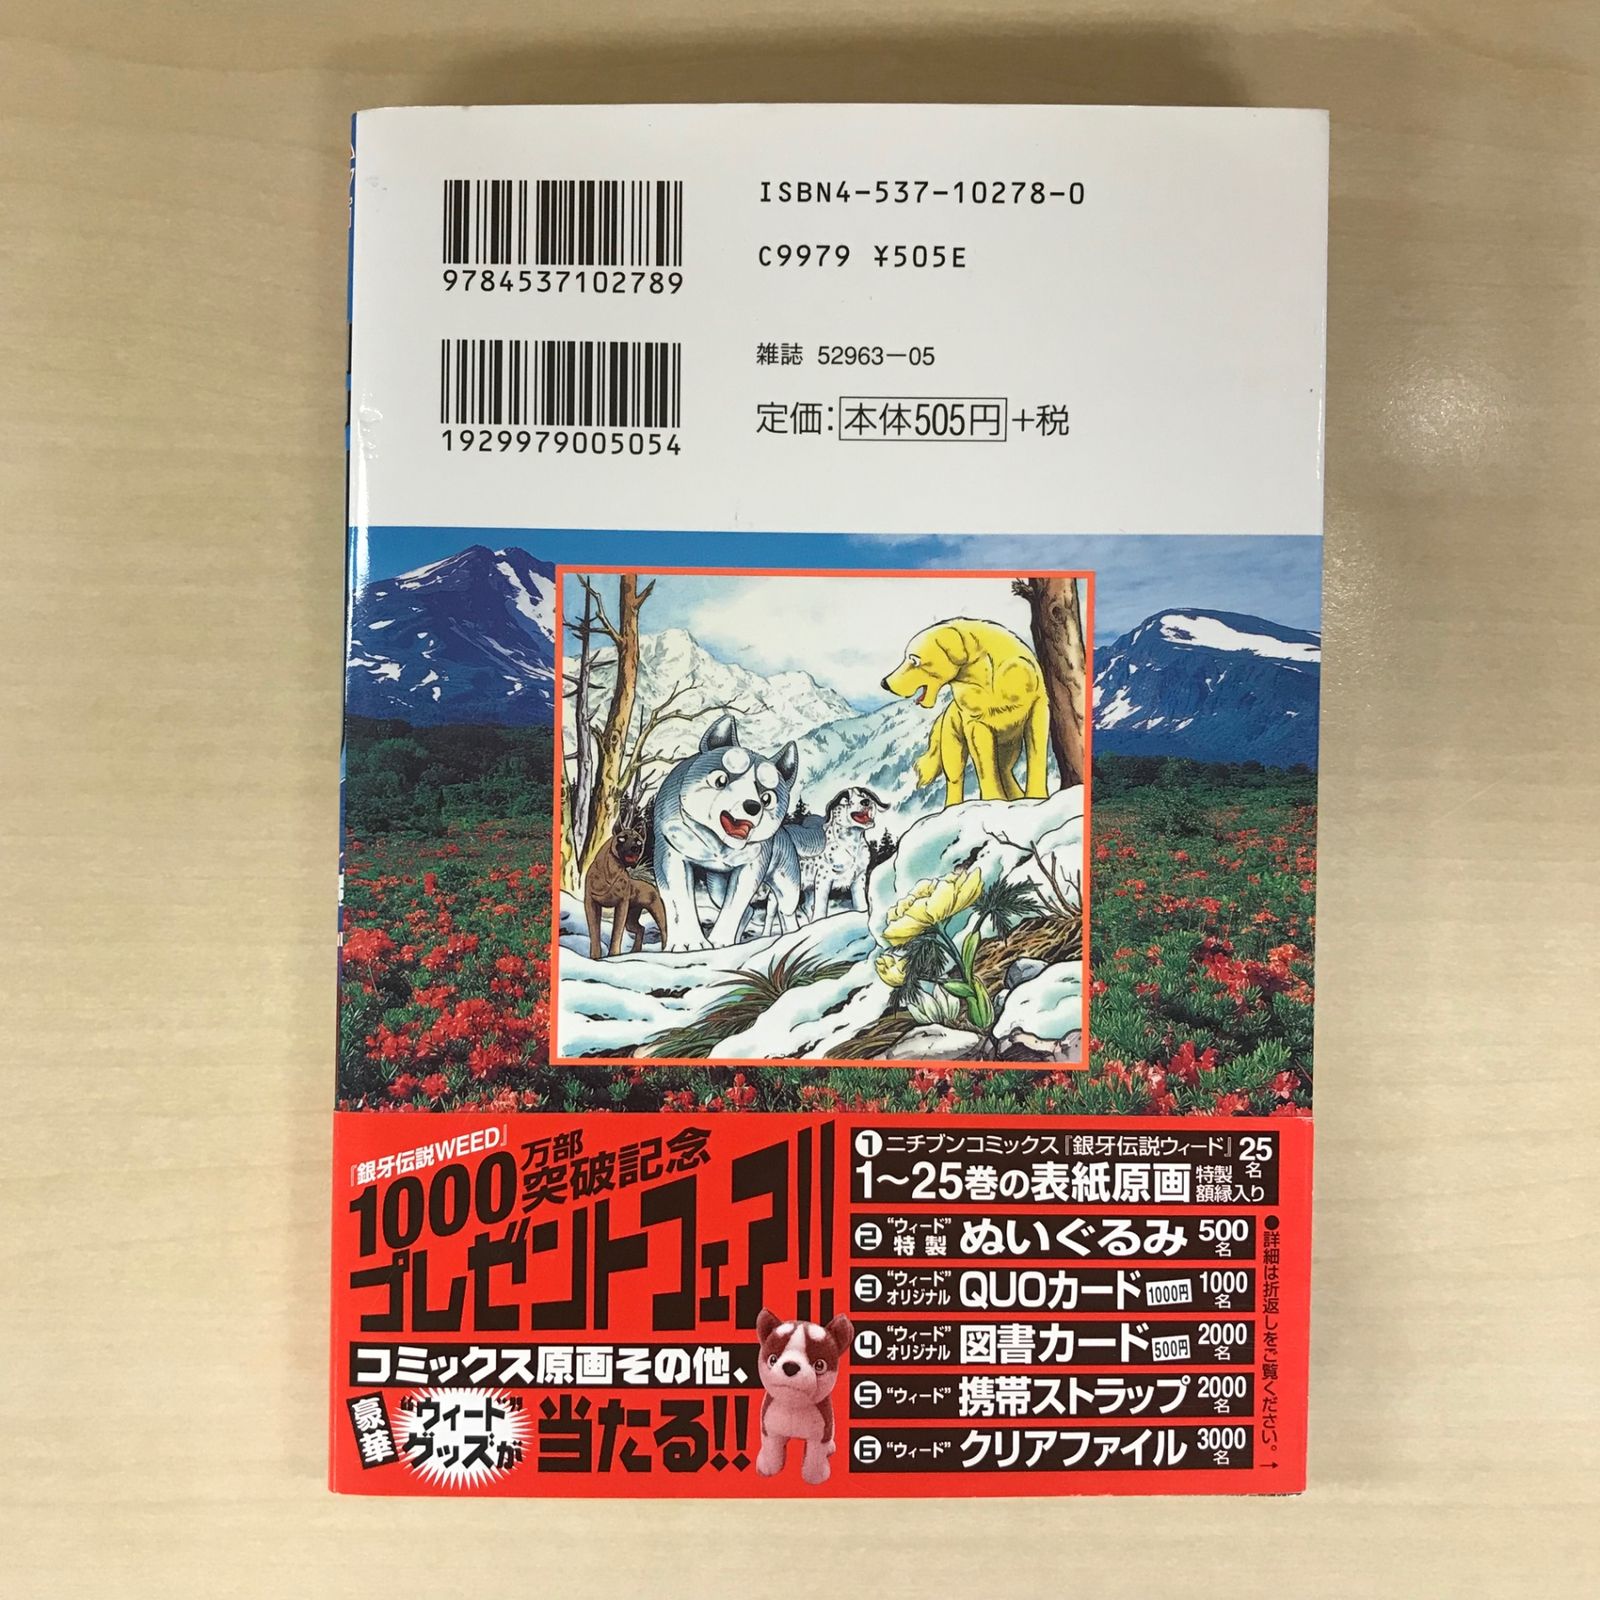 ISBN4-537-10278-0
C9979 ¥505E
9784537102789
雑誌 52963-05
定価：本体505円+税
1929979005054
『銀牙伝説WEED』
1000万部突破記念
プレゼントフェア!!
コミックス原画その他、
豪華"ウィード"グッズが当たる!!
1 ニチブンコミックス『銀牙伝説ウィード』
1〜25巻の表紙原画 特製額縁入り 25名
2 "ウィード"特製 ぬいぐるみ 500名
3 "ウィード"オリジナル QUOカード 1000円 1000名
4 "ウィード"オリジナル 図書カード 500円 2000名
5 "ウィード" 携帯ストラップ 2000名
6 "ウィード" クリアファイル 3000名
●詳細は折返しをご覧ください。→